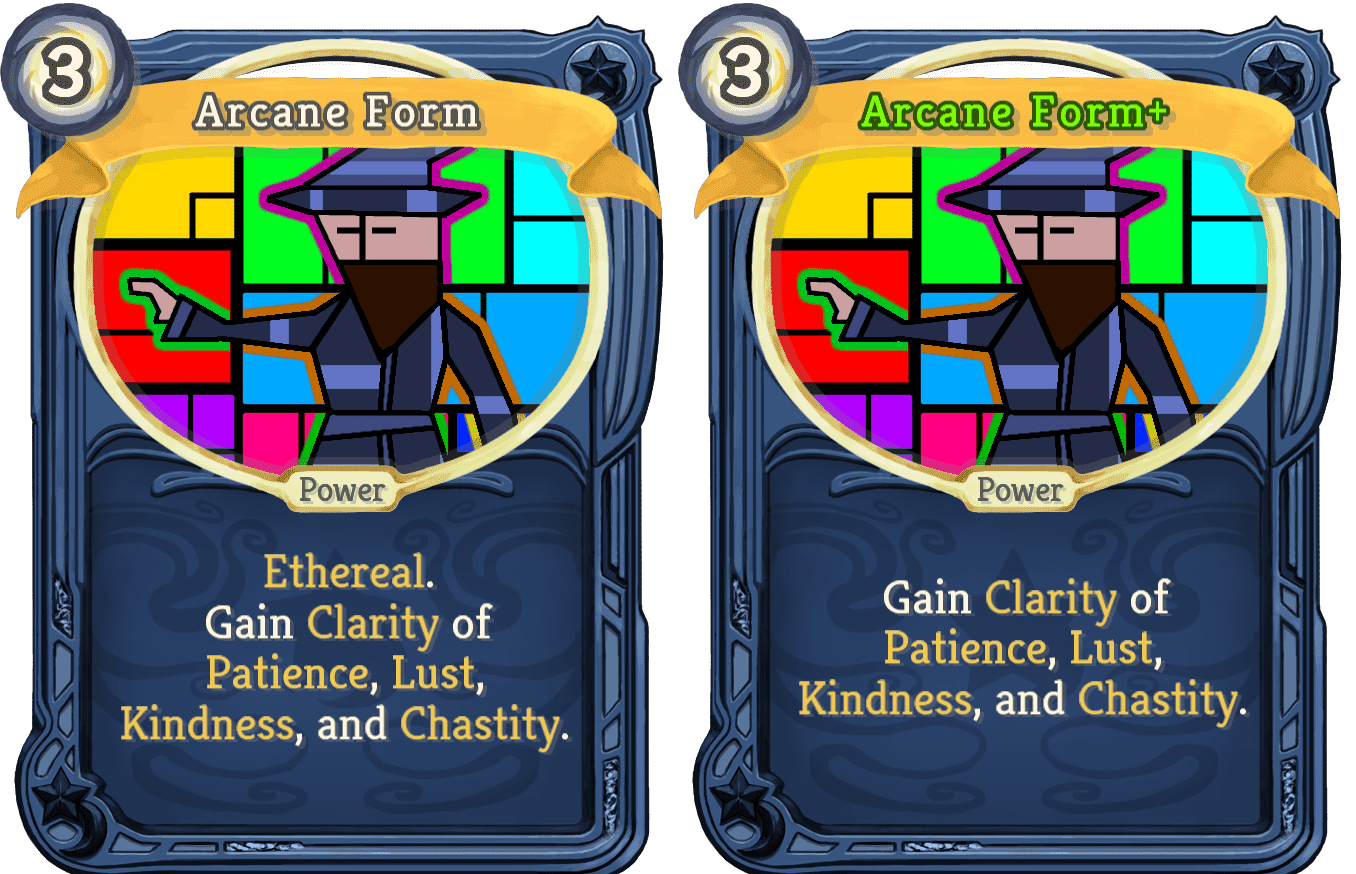 3
Arcane Form
Power
Ethereal.
Gain Clarity of
Patience, Lust,
Kindness, and Chastity.
3
Arcane Form+
Power
Gain Clarity of
Patience, Lust,
Kindness, and Chastity.